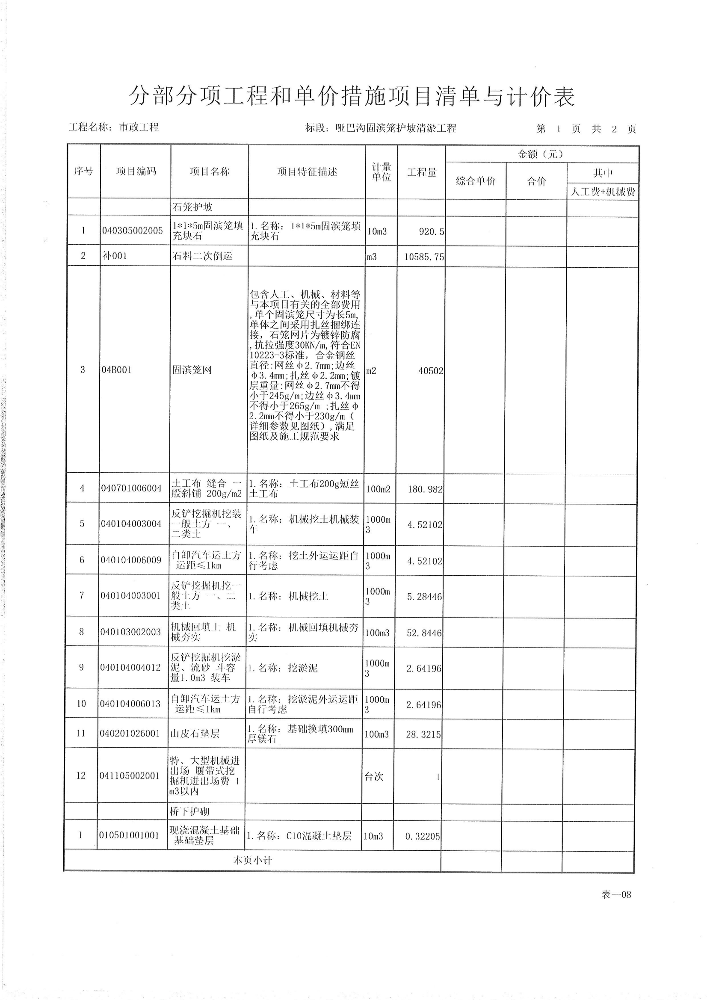 分部分项工程和单价措施项目清单与计价表
工程名称：市政工程 标段：哑巴沟固滨笼护坡清淤工程 第 1 页 共 2 页
金额（元）
序号 项目编码 项目名称 项目特征描述 计量 工程量 综合单价 合价 其中
单位
人工费+机械费
石笼护坡
1 040305002005 1*1*5m固滨笼填 1.名称：1*1*5m固滨笼填 10m3 920.5
充块石 充块石
2 补001 石料二次倒运 m3 10585.75
3 04B001 固滨笼网 m2 40502
包含人工、机械、材料等
与本项目有关的全部费用
,单个固滨笼尺寸为长5m,
单体之间采用扎丝捆绑连
接，石笼网片为镀锌防腐
,抗拉强度30KN/m,符合EN
10223-3标准，合金钢丝
直径:网丝φ2.7mm;边丝
φ3.4mm;扎丝φ2.2mm;镀
层重量:网丝φ2.7mm不得
小于245g/m;边丝φ3.4mm
不得小于265g/m ;扎丝φ
2.2mm不得小于230g/m（
详细参数见图纸）,满足
图纸及施工规范要求
4 040701006004 土工布 缝合 一 1.名称：土工布200g短丝 100m2 180.982
般斜铺 200g/m2 土工布
5 040104003004 反铲挖掘机挖装 1.名称：机械挖土机械装 1000m 4.52102
一般土方 一、 车 3
二类土
6 040104006009 自卸汽车运土方 1.名称：挖土外运运距自 1000m 4.52102
运距≤1km 行考虑 3
7 040104003001 反铲挖掘机挖一 1.名称：机械挖土 1000m 5.28446
般土方 一、二 3
类土
8 040103002003 机械回填土 机 1.名称：机械回填机械夯 100m3 52.8446
械夯实 实
9 040104004012 反铲挖掘机挖淤 1.名称：挖淤泥 1000m 2.64196
泥、流砂 斗容 3
量1.0m3 装车
10 040104006013 自卸汽车运土方 1.名称：挖淤泥外运运距 1000m 2.64196
运距≤1km 自行考虑 3
11 040201026001 山皮石垫层 1.名称：基础换填300mm 100m3 28.3215
厚镁石
12 041105002001 特、大型机械进 台次 1
出场 履带式挖
掘机进出场费 1
m3以内
桥下护砌
1 010501001001 现浇混凝土基础 1.名称：C10混凝土垫层 10m3 0.32205
基础垫层
本页小计
表—08